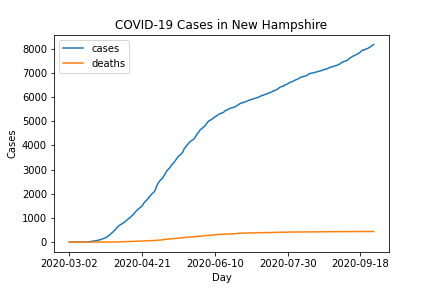 COVID-19 Cases in New Hampshire
cases
deaths
8000
7000
6000
5000
4000
3000
2000
1000
0
Cases
2020-03-02 2020-04-21 2020-06-10 2020-07-30 2020-09-18
Day